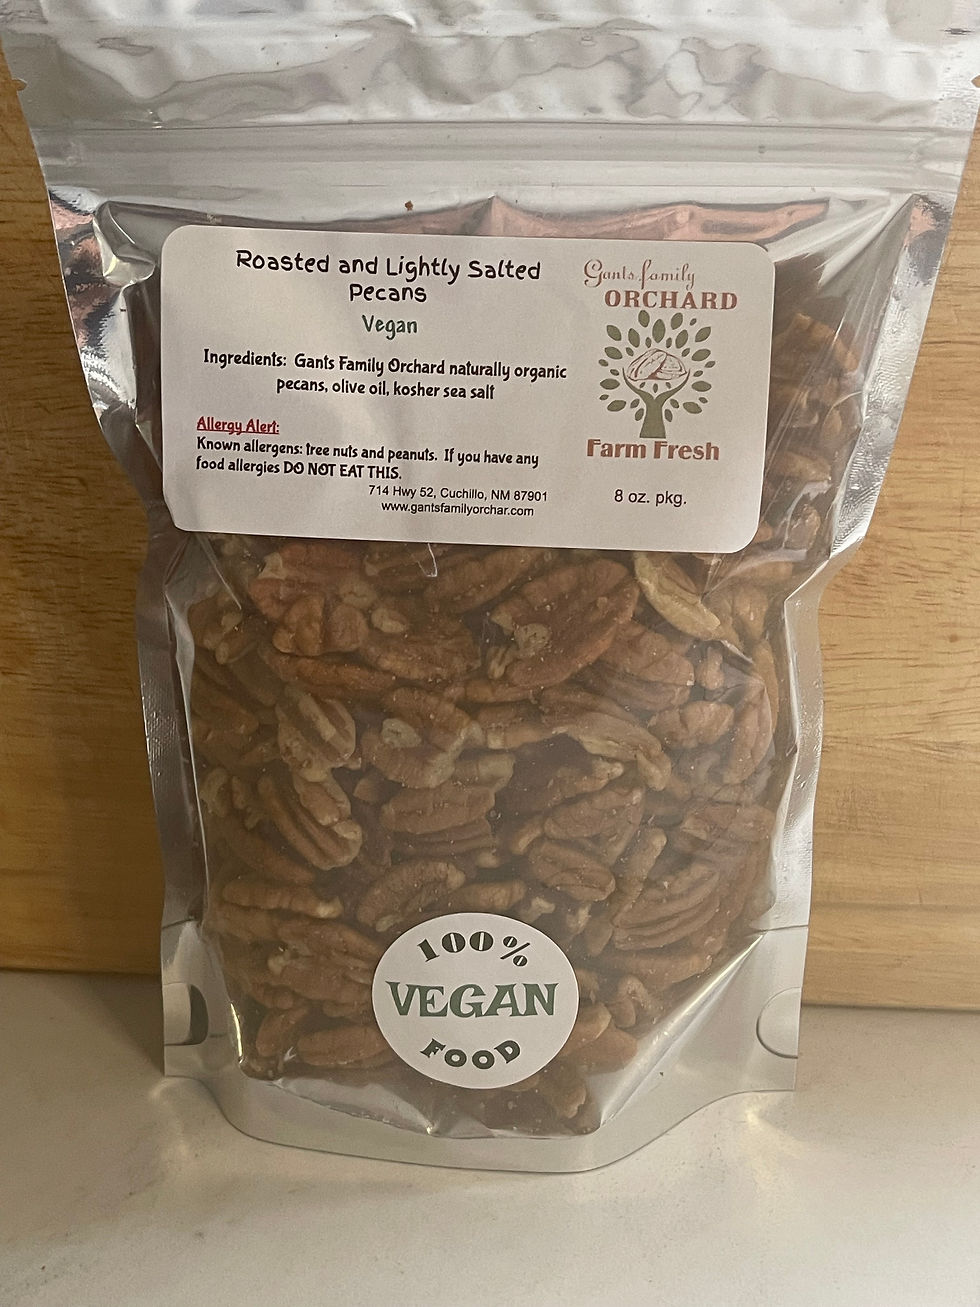 Roasted and Lightly Salted
Pecans
Vegan
Ingredients: Gants Family Orchard naturally organic
pecans, olive oil, kosher sea salt
Allergy Alert:
Known allergens: tree nuts and peanuts. If you have any
food allergies DO NOT EAT THIS.
714 Hwy 52, Cuchillo, NM 87901
www.gantsfamilyorchar.com
Gants family
ORCHARD
Farm Fresh
8 oz. pkg.
100%
VEGAN
FOOD